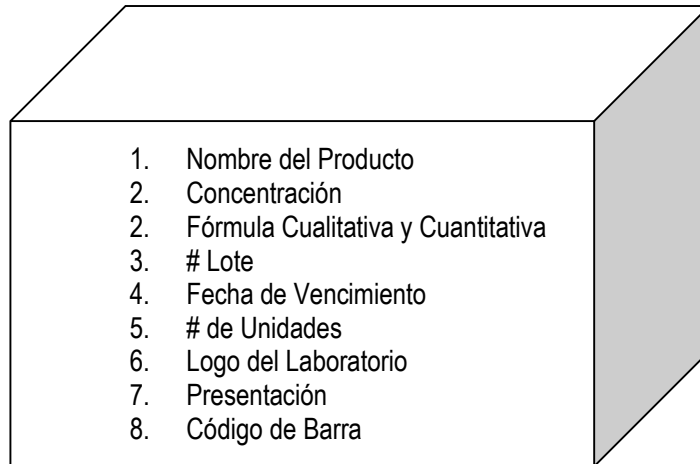 1. Nombre del Producto
2. Concentración
2. Fórmula Cualitativa y Cuantitativa
3. # Lote
4. Fecha de Vencimiento
5. # de Unidades
6. Logo del Laboratorio
7. Presentación
8. Código de Barra